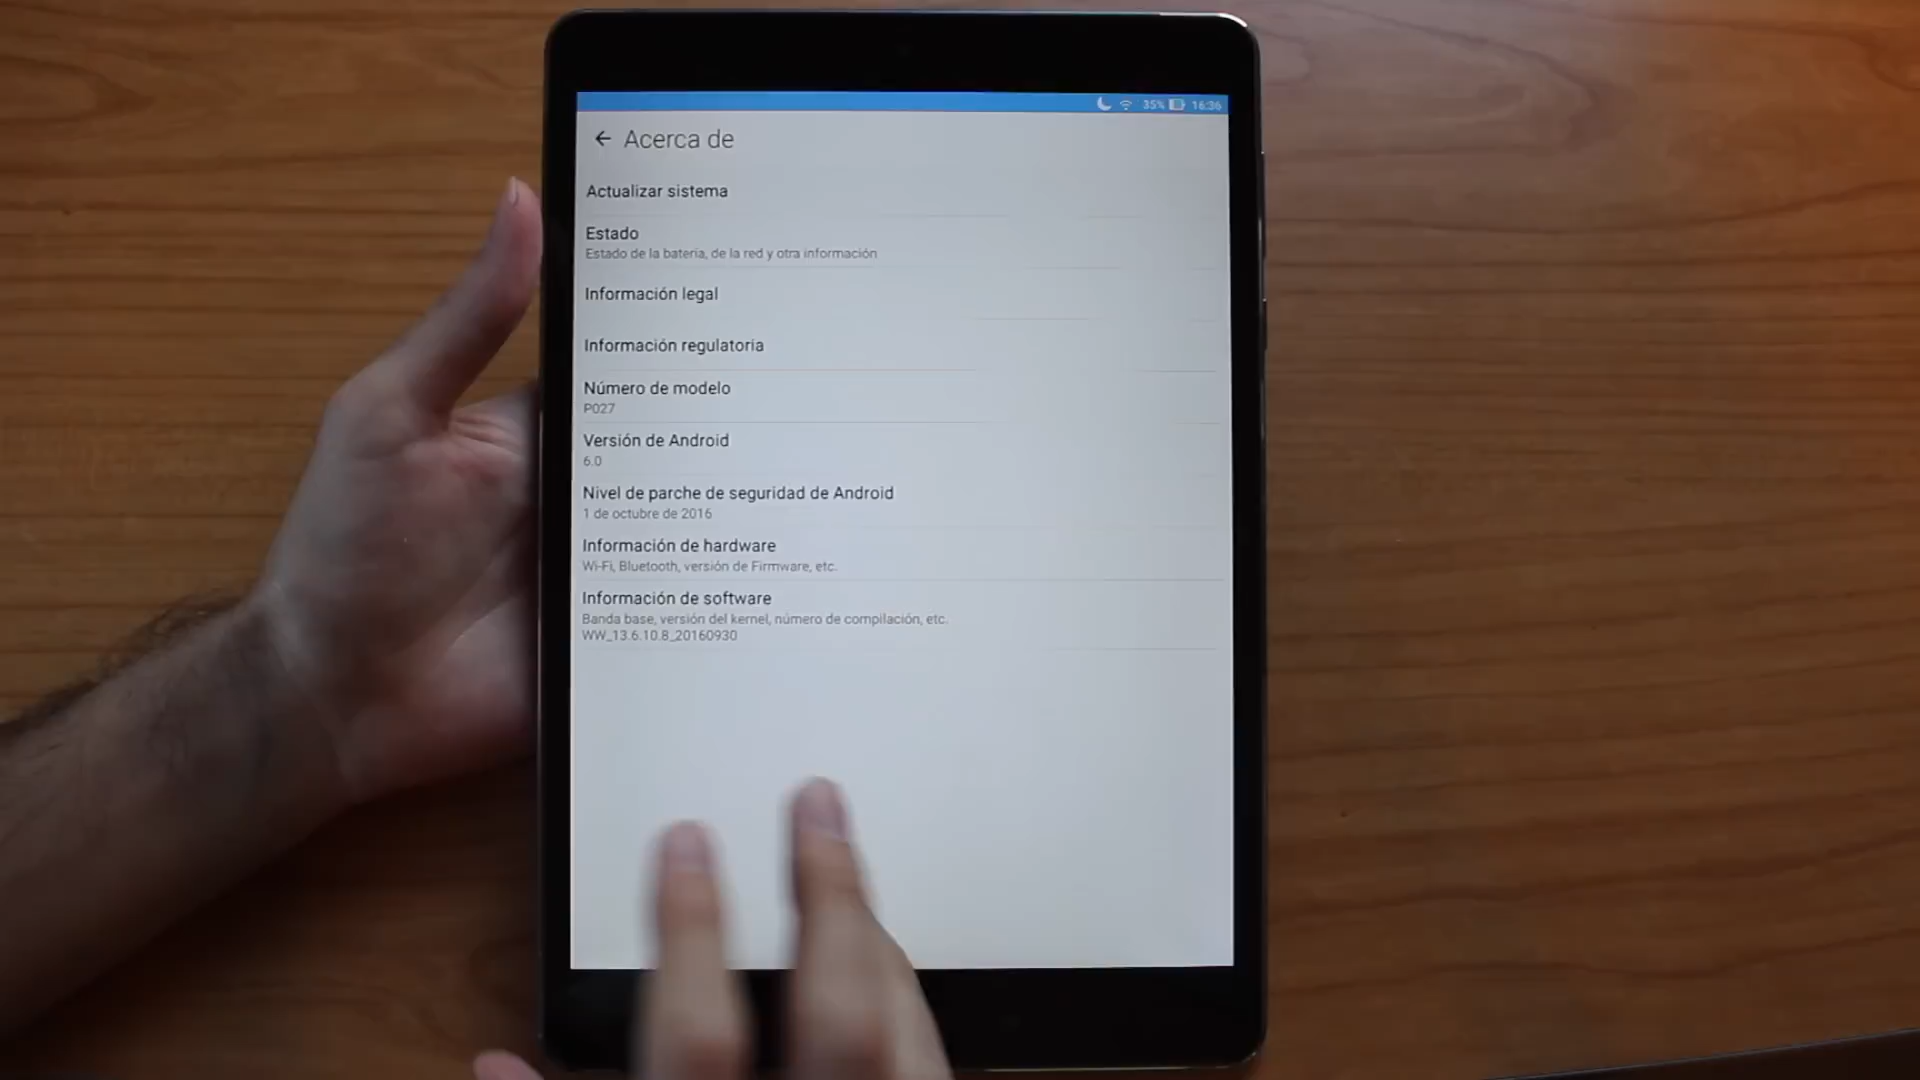 35% 16:36
Acerca de
Actualizar sistema
Estado
Estado de la batería, de la red y otra información
Información legal
Información regulatoria
Número de modelo
P027
Versión de Android
6.0
Nivel de parche de seguridad de Android
1 de octubre de 2016
Información de hardware
Wi-Fi, Bluetooth, versión de Firmware, etc.
Información de software
Banda base, versión del kernel, número de compilación, etc.
WW_13.6.10.8_20160930